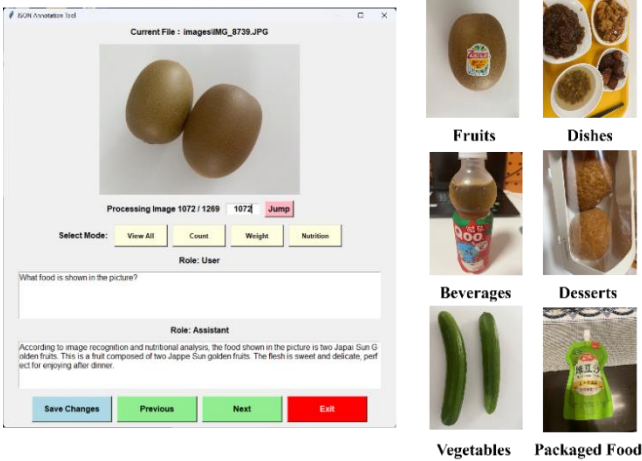 JSON Annotation Tool
Current File : images\IMG_8739.JPG
Processing Image 1072 / 1269 1072 Jump
Select Mode: View All Count Weight Nutrition
Role: User
What food is shown in the picture?
Role: Assistant
According to image recognition and nutritional analysis, the food shown in the picture is two Japai Sun G
olden fruits. This is a fruit composed of two Jappe Sun golden fruits. The flesh is sweet and delicate, perf
ect for enjoying after dinner.
Save Changes Previous Next Exit
Fruits Dishes
Qoo
Beverages Desserts
Vegetables Packaged Food